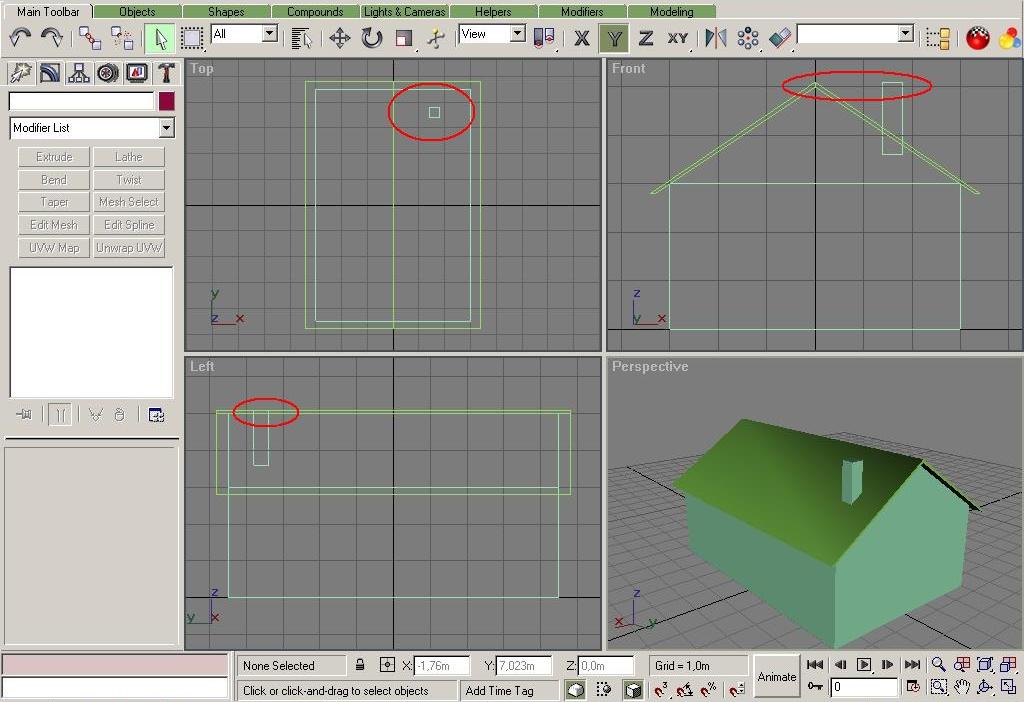 Main Toolbar Objects Shapes Compounds Lights & Cameras Helpers Modifiers Modeling
All View X Y Z XY
Top
Front
Modifier List
Extrude Lathe
Bend Twist
Taper Mesh Select
Edit Mesh Edit Spline
UVW Map Unwrap UVW
y
z x
z
y x
Left
Perspective
z
y x
z
x y
None Selected X: -1,76m Y: 7,023m Z: 0,0m Grid = 1,0m
Animate
Click or click-and-drag to select objects Add Time Tag 3 % 0